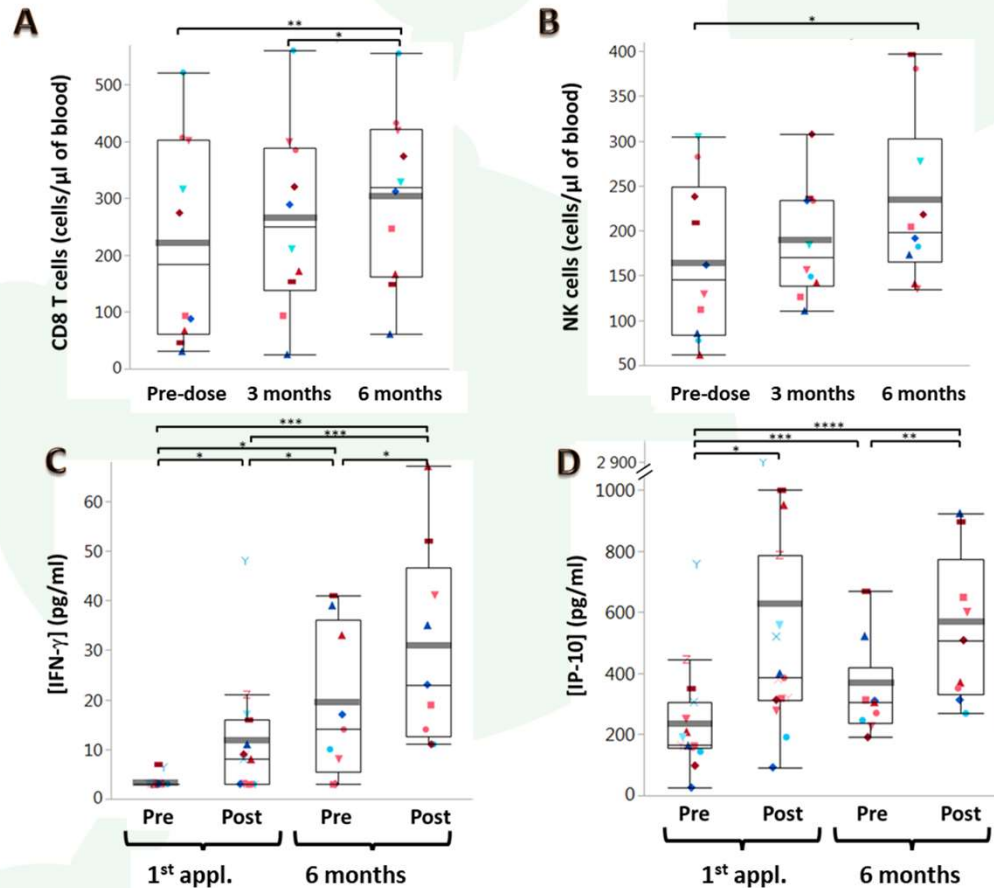 A
**
*
CD8 T cells (cells/µl of blood)
500
400
300
200
100
0
Pre-dose 3 months 6 months
B
*
NK cells (cells/µl of blood)
400
350
300
250
200
150
100
50
Pre-dose 3 months 6 months
C
***
***
*
* * *
[IFN-γ] (pg/ml)
60
50
40
30
20
10
0
Pre Post Pre Post
1st appl. 6 months
D
****
*** **
*
[IP-10] (pg/ml)
2 900
1000
800
600
400
200
0
Pre Post Pre Post
1st appl. 6 months